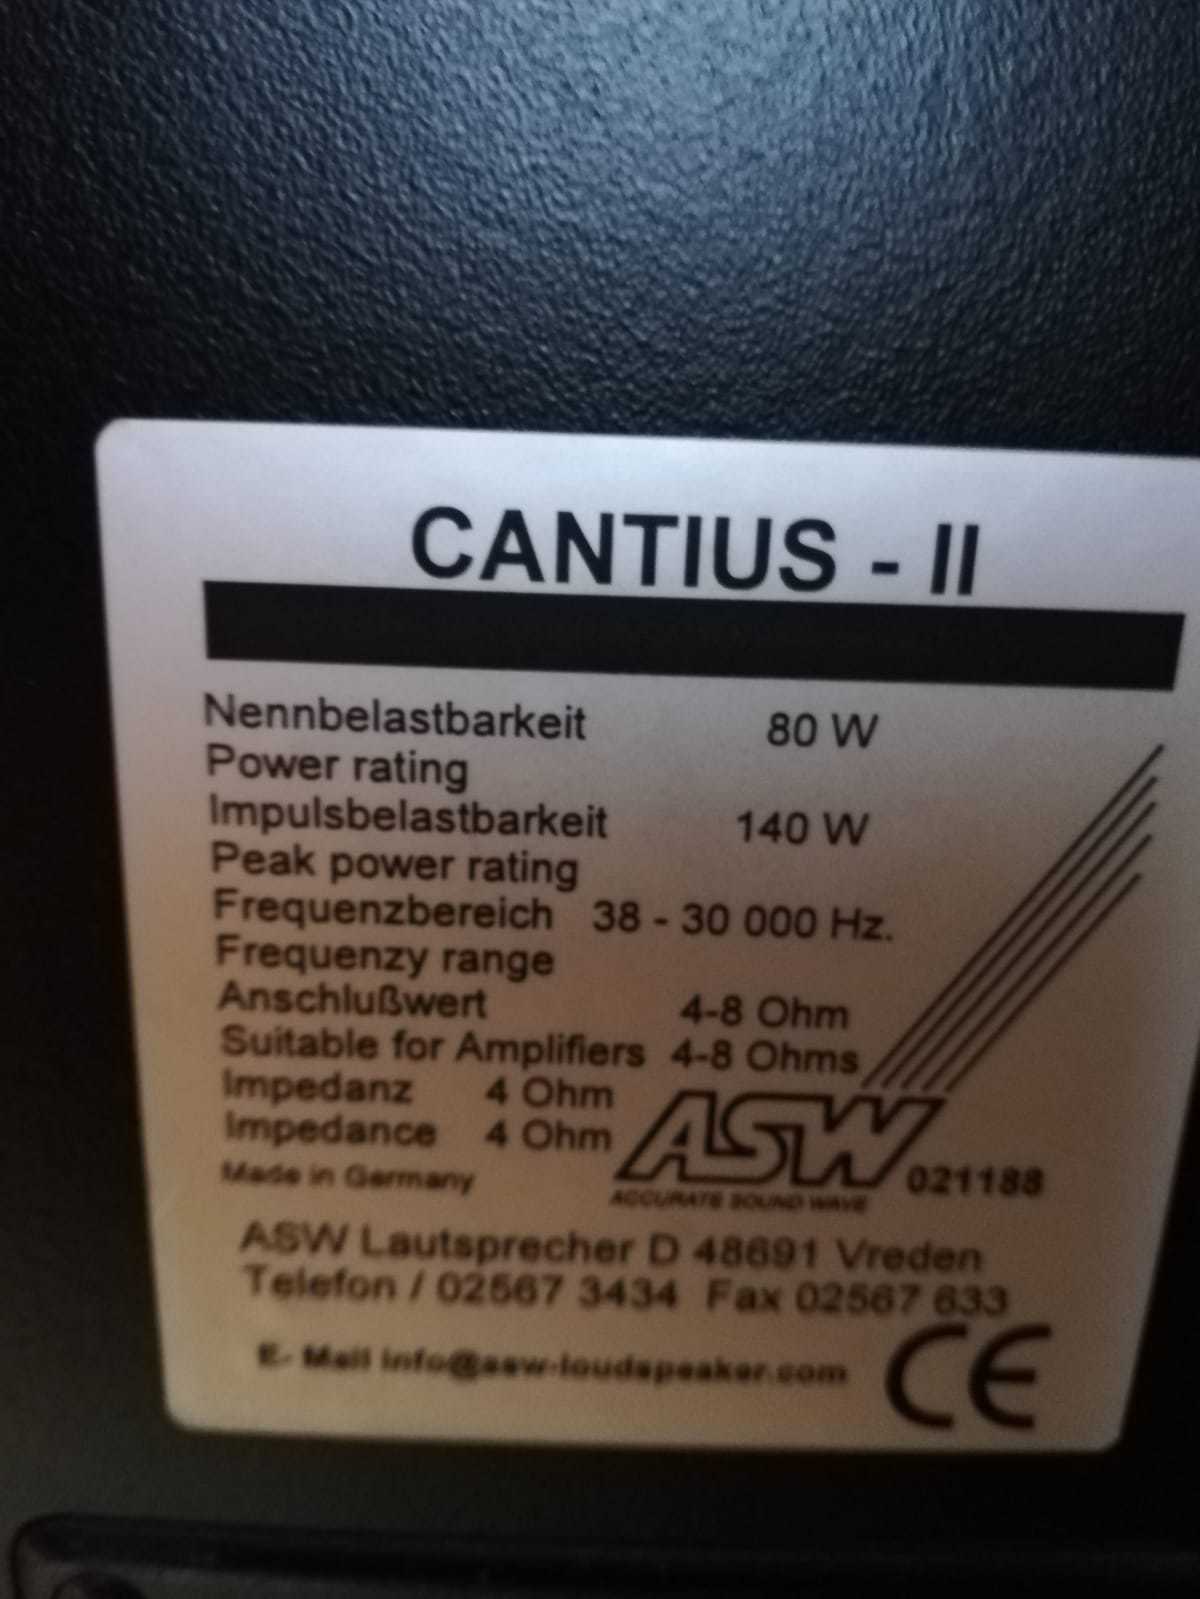 CANTIUS - II
Nennbelastbarkeit 80 W
Power rating
Impulsbelastbarkeit 140 W
Peak power rating
Frequenzbereich 38 - 30 000 Hz.
Frequenzy range
Anschlußwert 4-8 Ohm
Suitable for Amplifiers 4-8 Ohms
Impedanz 4 Ohm
Impedance 4 Ohm
Made in Germany
ASW 021188
ACCURATE SOUND WAVE
ASW Lautsprecher D 48691 Vreden
Telefon / 02567 3434 Fax 02567 633
E- Mail info@asw-loudspeaker.com
CE